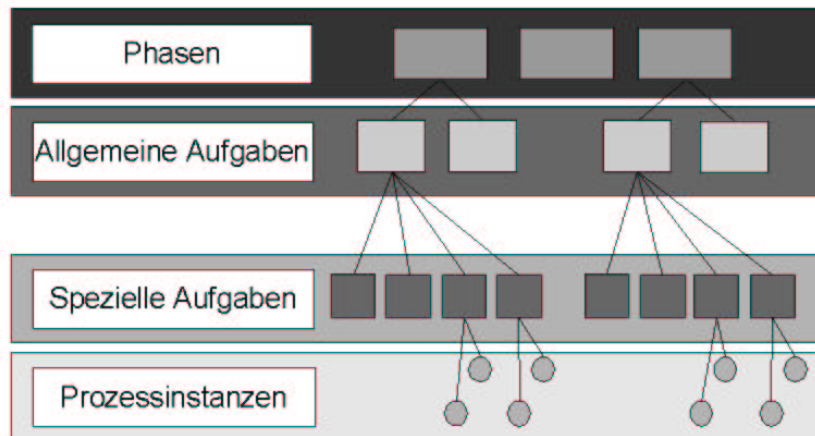 Phasen
Allgemeine Aufgaben
Spezielle Aufgaben
Prozessinstanzen